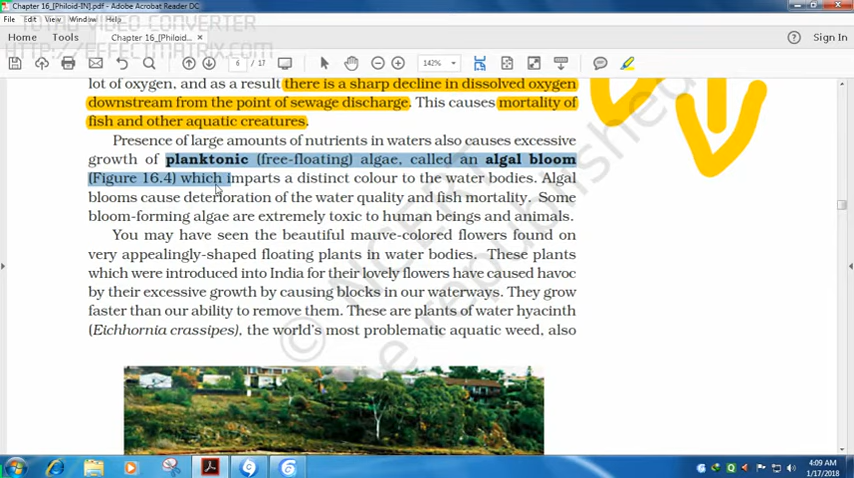 Chapter 16_[Philoid-IN].pdf - Adobe Acrobat Reader DC
File Edit View Window Help
TOTAL VIDEO CONVERTER
HTTP://EFFECTMATRIX.COM
Home Tools Chapter 16_[Philoid... × Sign In
6 / 17 142%
lot of oxygen, and as a result there is a sharp decline in dissolved oxygen
downstream from the point of sewage discharge. This causes mortality of
fish and other aquatic creatures.
Presence of large amounts of nutrients in waters also causes excessive
growth of planktonic (free-floating) algae, called an algal bloom
(Figure 16.4) which imparts a distinct colour to the water bodies. Algal
blooms cause deterioration of the water quality and fish mortality. Some
bloom-forming algae are extremely toxic to human beings and animals.
You may have seen the beautiful mauve-colored flowers found on
very appealingly-shaped floating plants in water bodies. These plants
which were introduced into India for their lovely flowers have caused havoc
by their excessive growth by causing blocks in our waterways. They grow
faster than our ability to remove them. These are plants of water hyacinth
(Eichhornia crassipes), the world's most problematic aquatic weed, also
© NCERT
republished
4:09 AM
1/17/2018